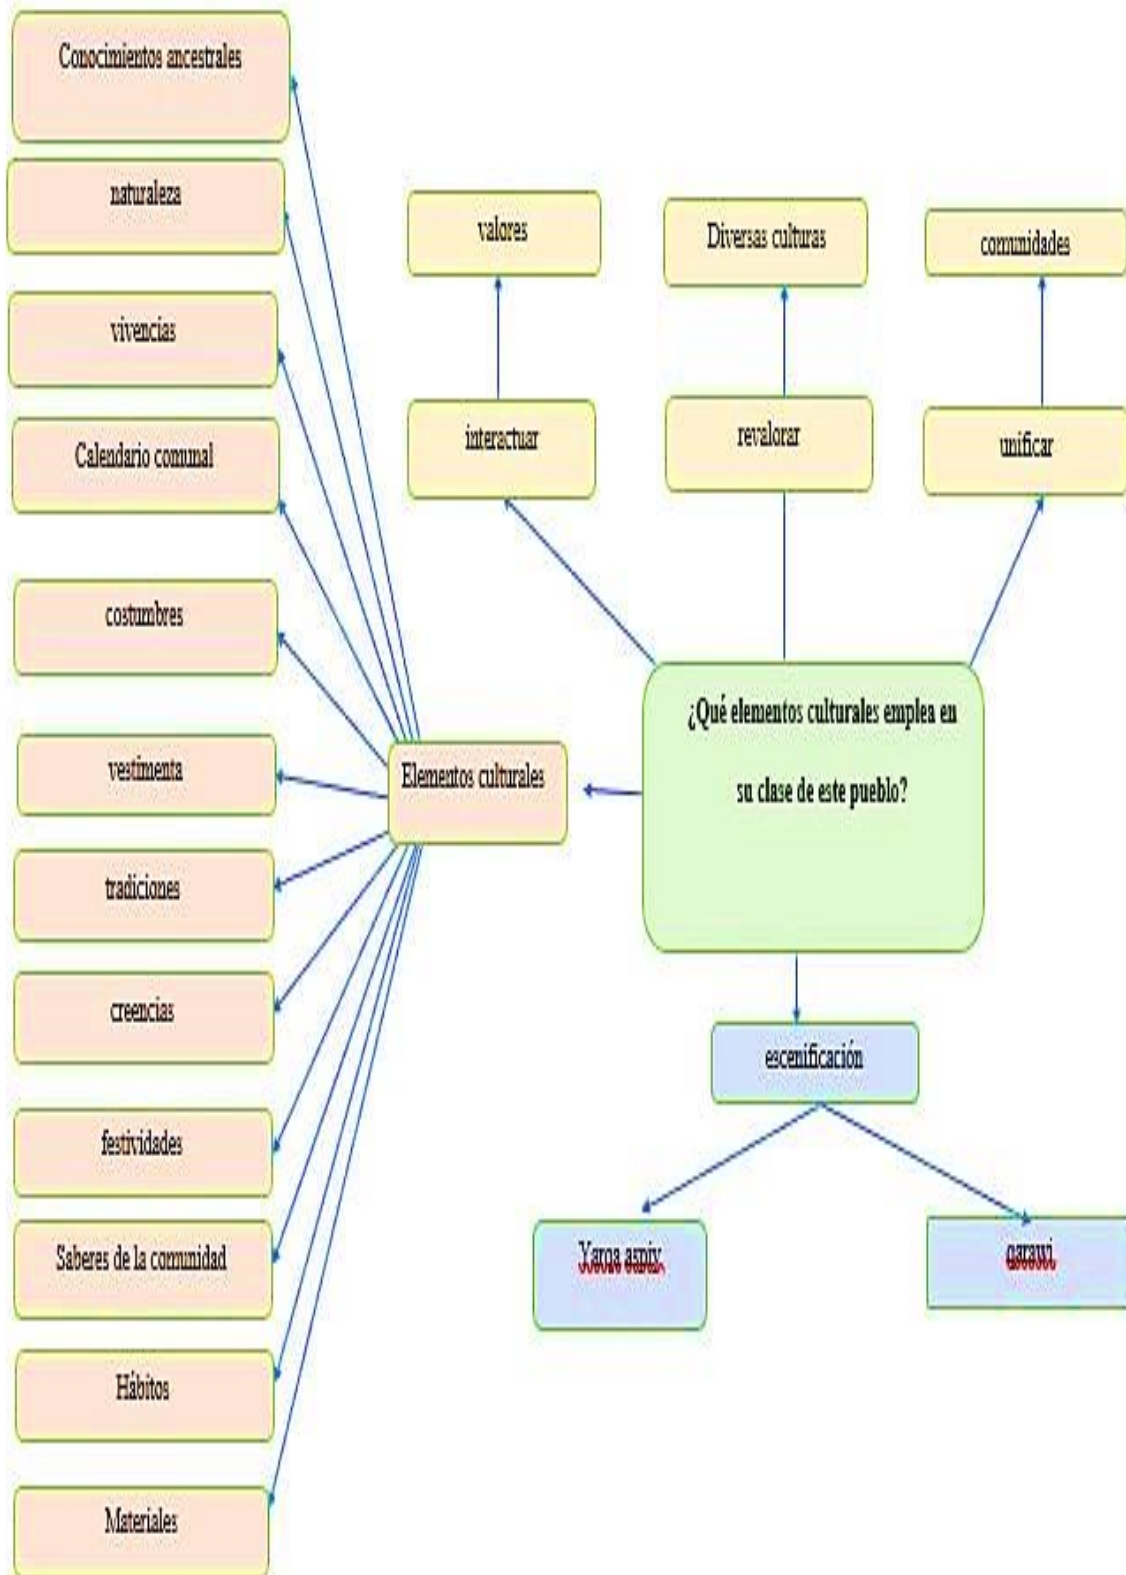 Conocimientos ancestrales
naturaleza
vivencias
Calendario comunal
costumbres
vestimenta
tradiciones
creencias
festividades
Saberes de la comunidad
Hábitos
Materiales
Elementos culturales
valores
Diversas culturas
comunidades
interactuar
revalorar
unificar
¿Qué elementos culturales emplea en
su clase de este pueblo?
escenificación
Yarqa aspiy
qarawi